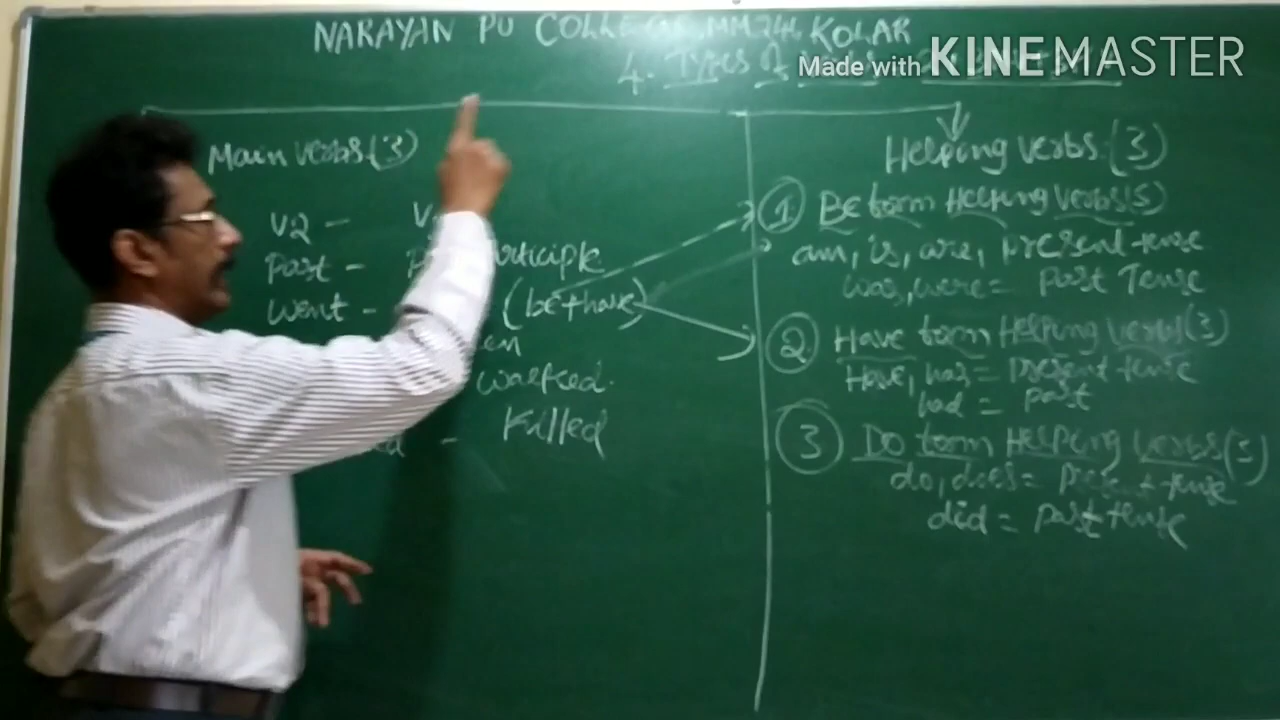 NARAYAN PU COLLEGE, KOLAR
4. TYPES OF
Made with KINEMASTER
Main verbs (3)
V2 -
Past - Participle
Went - (be+have)
walked.
- Killed
Helping verbs (3)
1 Be form Helping verbs(5)
am, is, are, present tense
was, were = past Tense
2 Have form Helping verbs(3)
Have, has = present tense
had = past
3 Do form Helping verbs(3)
do, does = present tense
did = past tense